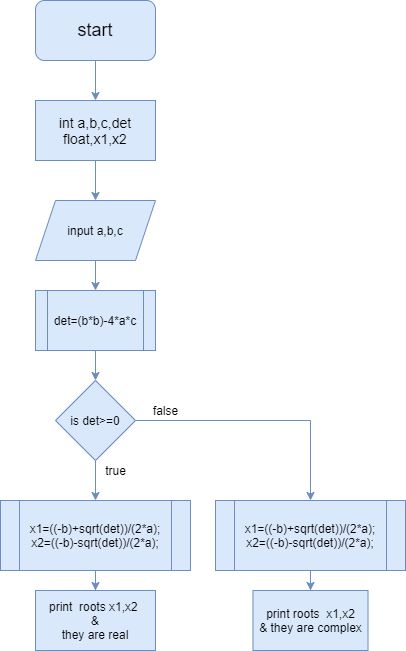 start
int a,b,c,det
float,x1,x2
input a,b,c
det=(b*b)-4*a*c
is det>=0
false
true
x1=((-b)+sqrt(det))/(2*a);
x2=((-b)-sqrt(det))/(2*a);
x1=((-b)+sqrt(det))/(2*a);
x2=((-b)-sqrt(det))/(2*a);
print roots x1,x2
&
they are real
print roots x1,x2
& they are complex